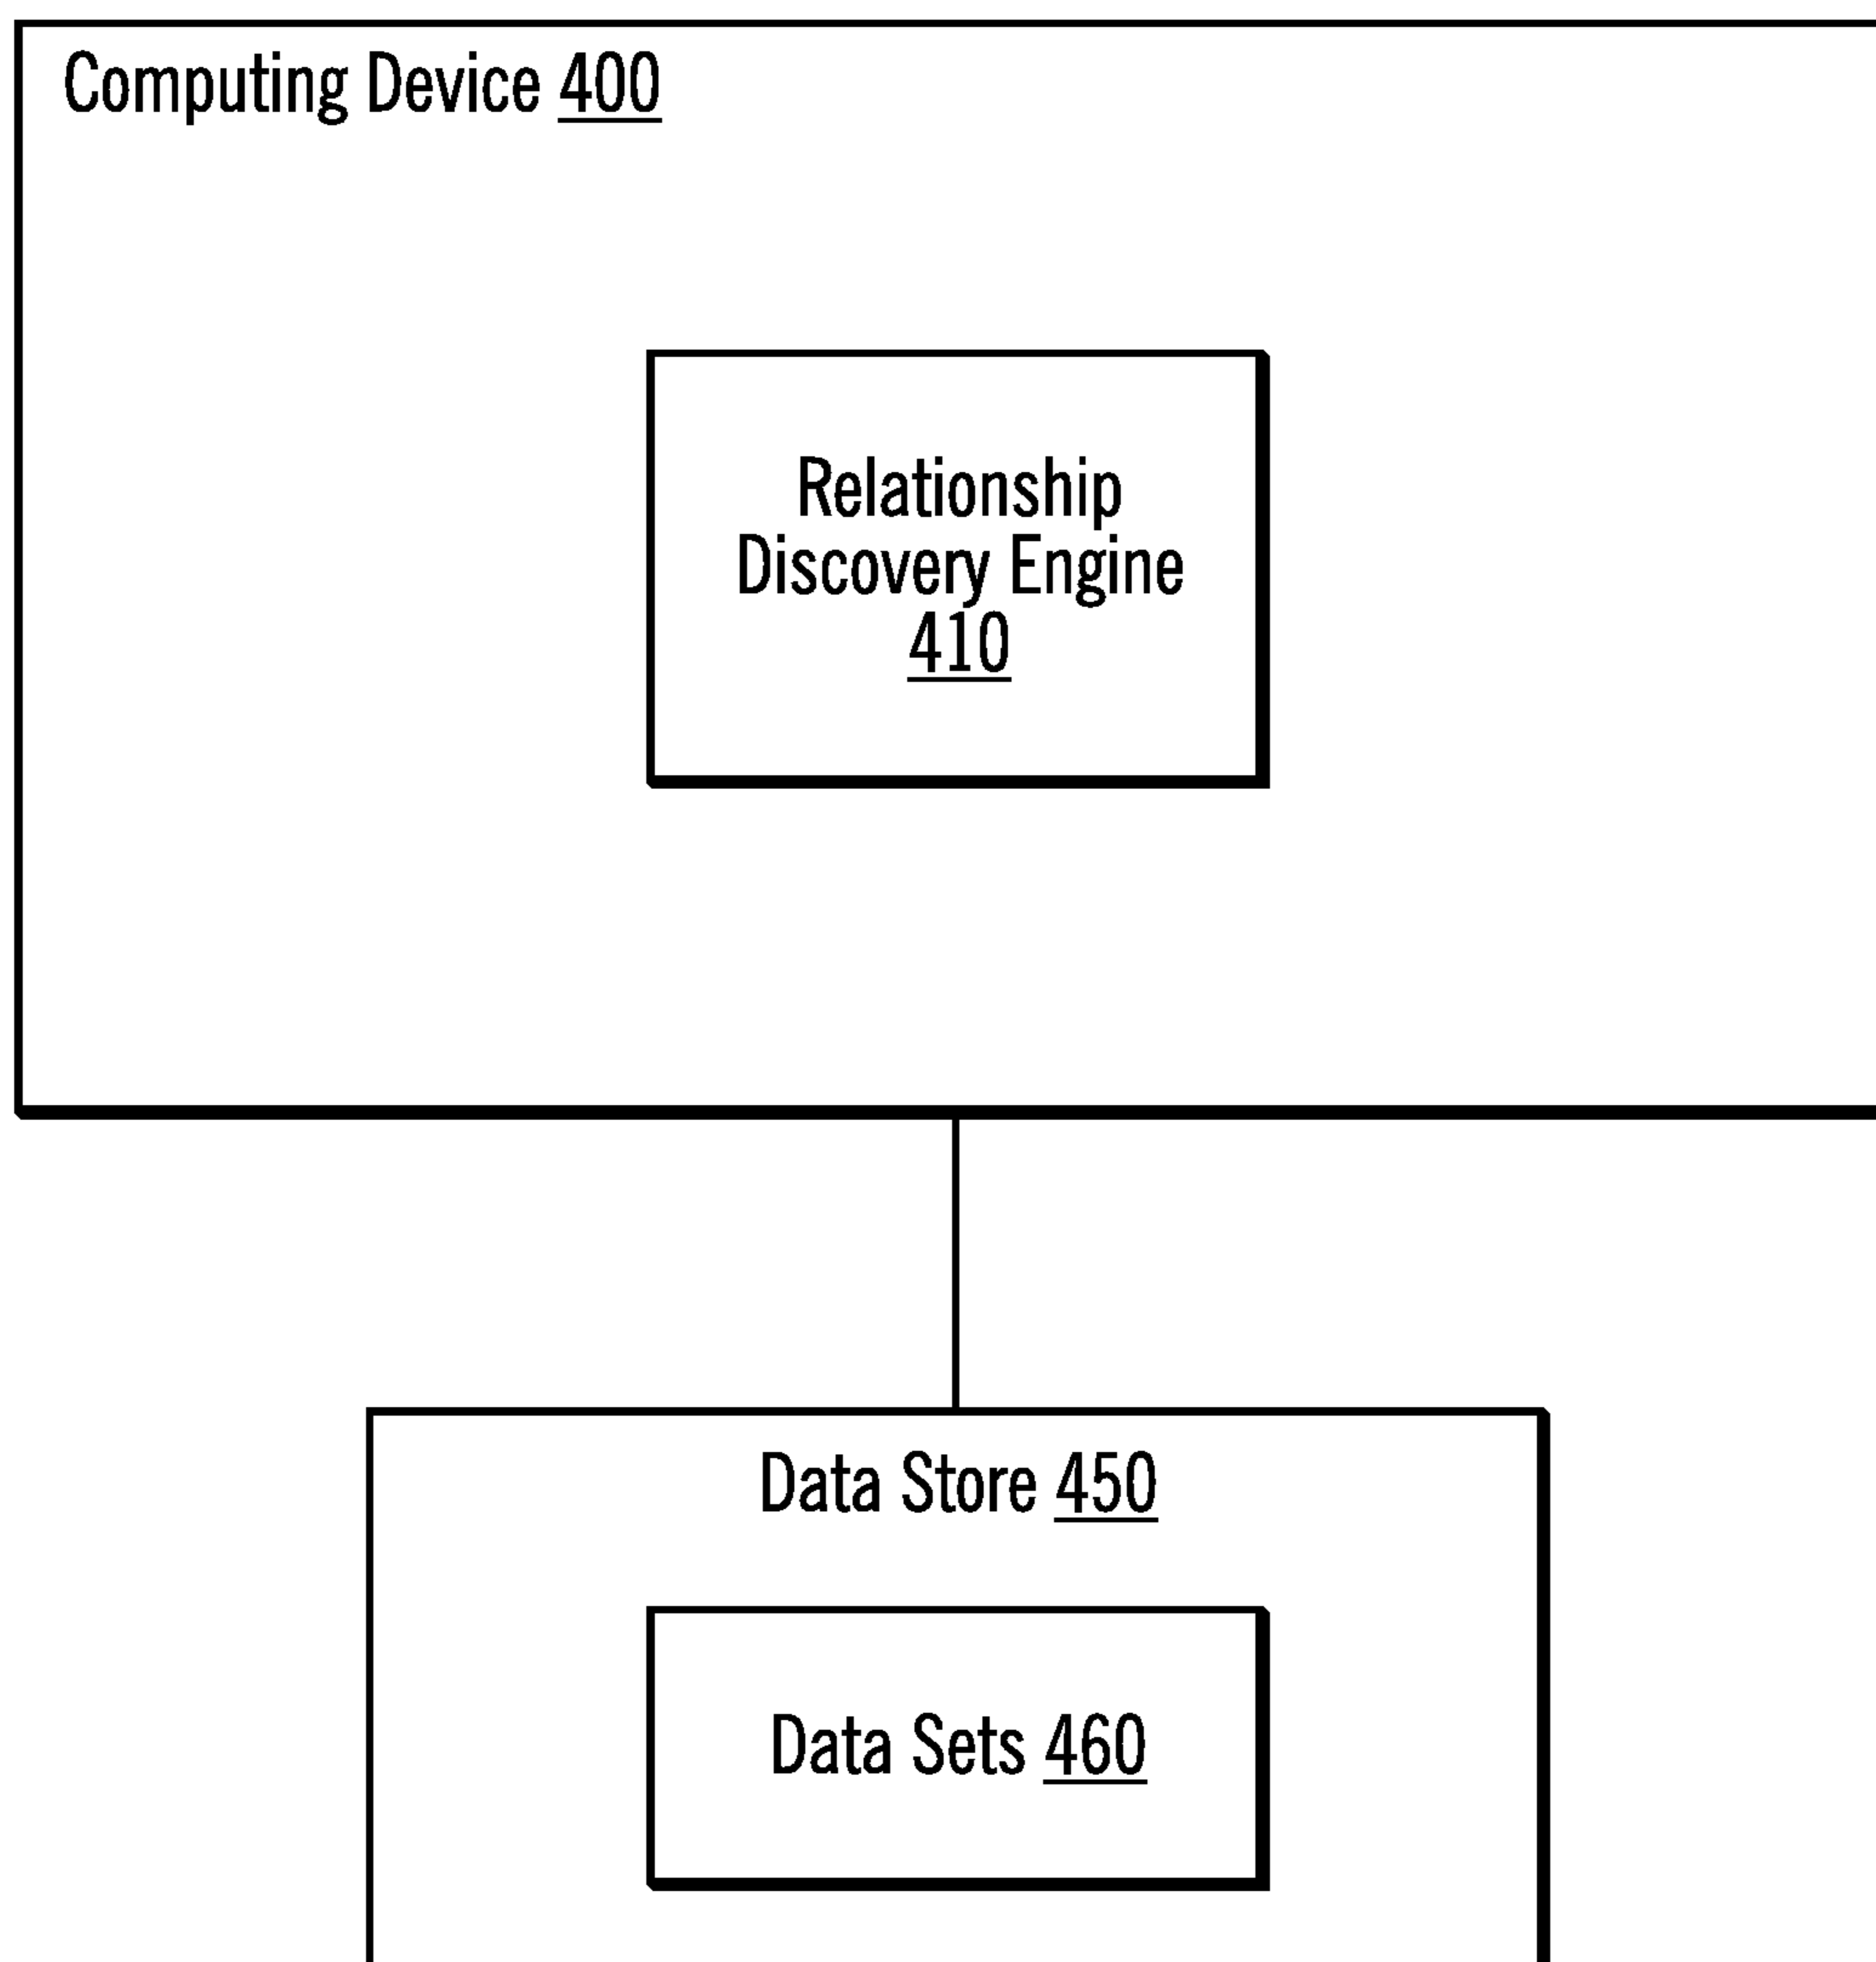 Computing Device 400
Relationship
Discovery Engine
410
Data Store 450
Data Sets 460